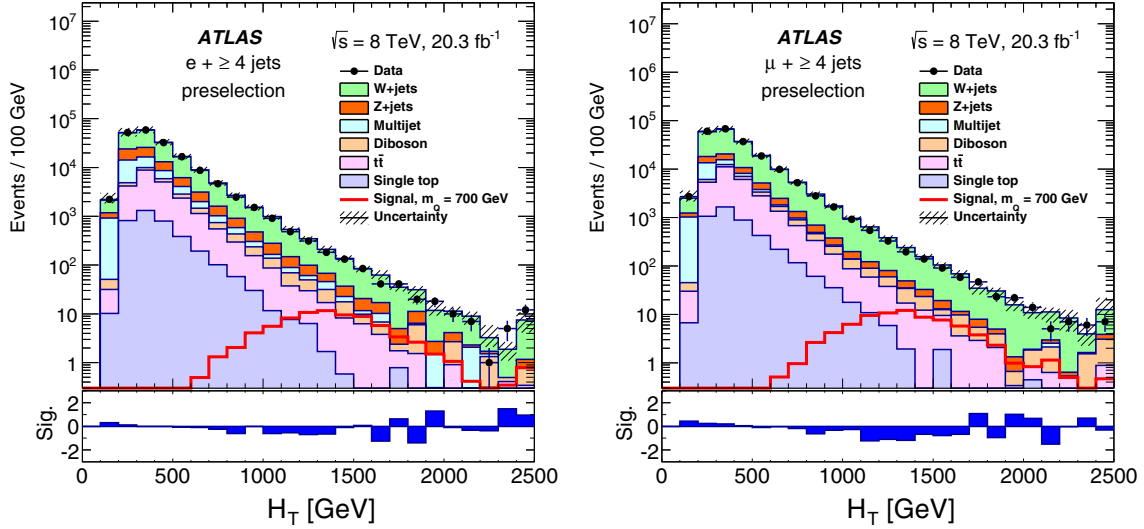 10⁷
10⁶
10⁵
10⁴
10³
10²
10
1
Events / 100 GeV
ATLAS
e + ≥ 4 jets
preselection
√s = 8 TeV, 20.3 fb⁻¹
Data
W+jets
Z+jets
Multijet
Diboson
tt̄
Single top
Signal, m_Q = 700 GeV
Uncertainty
2
0
-2
Sig.
0 500 1000 1500 2000 2500
H_T [GeV]
10⁷
10⁶
10⁵
10⁴
10³
10²
10
1
Events / 100 GeV
ATLAS
μ + ≥ 4 jets
preselection
√s = 8 TeV, 20.3 fb⁻¹
Data
W+jets
Z+jets
Multijet
Diboson
tt̄
Single top
Signal, m_Q = 700 GeV
Uncertainty
2
0
-2
Sig.
0 500 1000 1500 2000 2500
H_T [GeV]